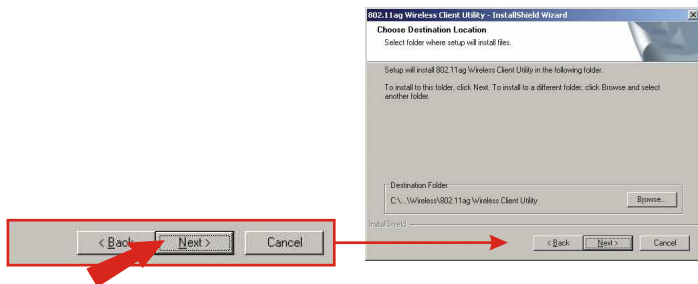 802.11ag Wireless Client Utility - InstallShield Wizard
Choose Destination Location
Select folder where setup will install files.
Setup will install 802.11ag Wireless Client Utility in the following folder.
To install to this folder, click Next. To install to a different folder, click Browse and select
another folder.
Destination Folder
C:\...\Wireless\802.11ag Wireless Client Utility
Browse...
InstallShield
< Back Next > Cancel
< Back Next > Cancel